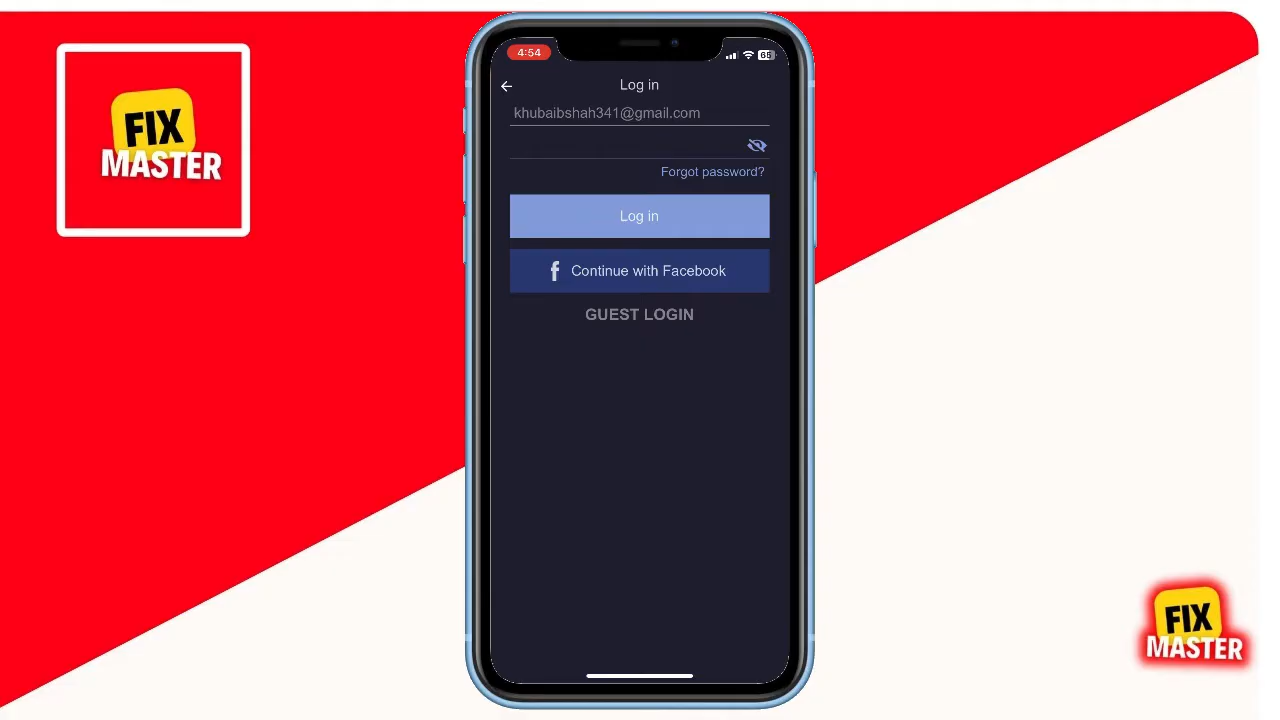 FIX
MASTER
4:54
65
Log in
khubaibshah341@gmail.com
Forgot password?
Log in
f Continue with Facebook
GUEST LOGIN
FIX
MASTER